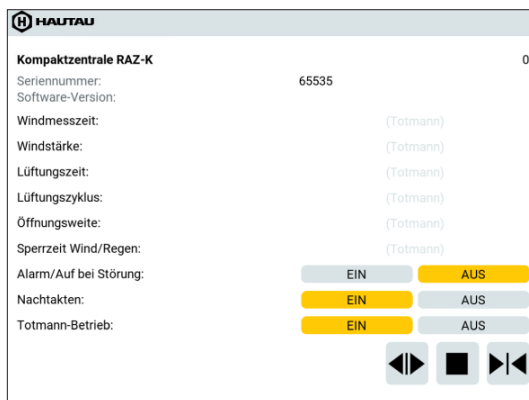 HAUTAU
Kompaktzentrale RAZ-K 0
Seriennummer: 65535
Software-Version:
Windmesszeit: (Totmann)
Windstärke: (Totmann)
Lüftungszeit: (Totmann)
Lüftungszyklus: (Totmann)
Öffnungsweite: (Totmann)
Sperrzeit Wind/Regen: (Totmann)
Alarm/Auf bei Störung: EIN AUS
Nachtakten: EIN AUS
Totmann-Betrieb: EIN AUS